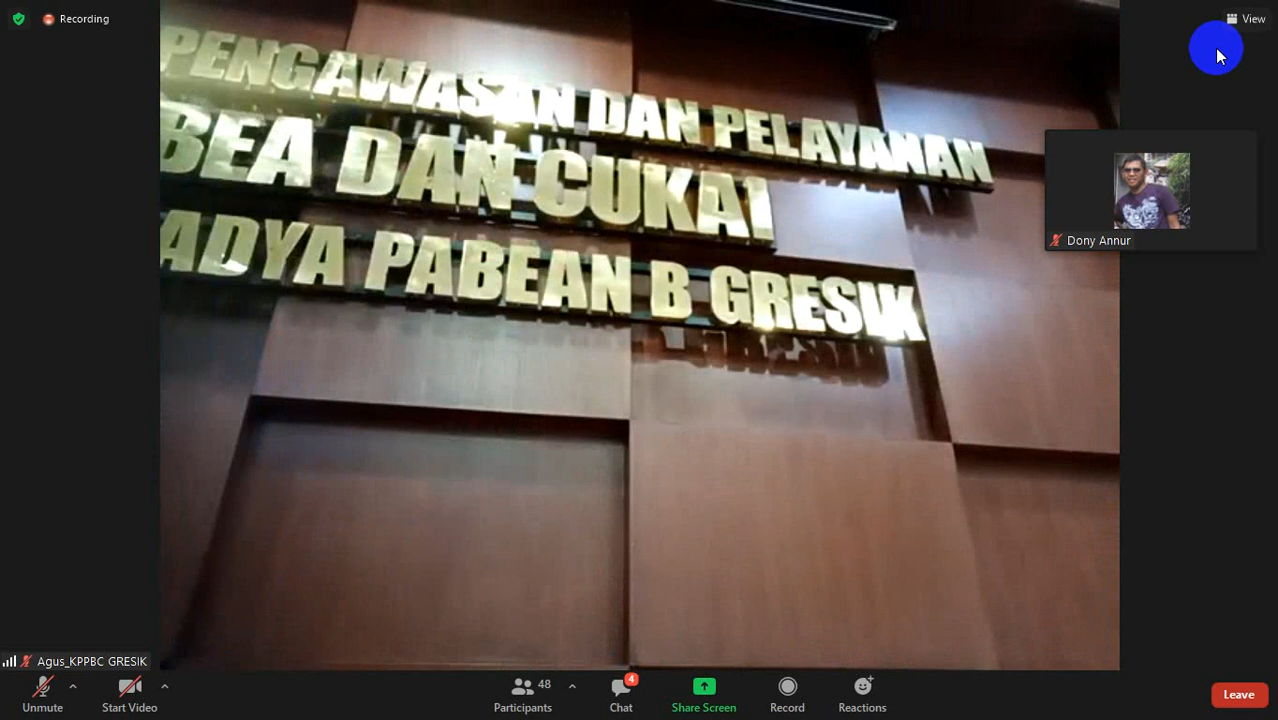 Recording
View
PENGAWASAN DAN PELAYANAN
BEA DAN CUKAI
ADYA PABEAN B GRESIK
Dony Annur
Agus_KPPBC GRESIK
Unmute
Start Video
48
Participants
4
Chat
Share Screen
Record
Reactions
Leave